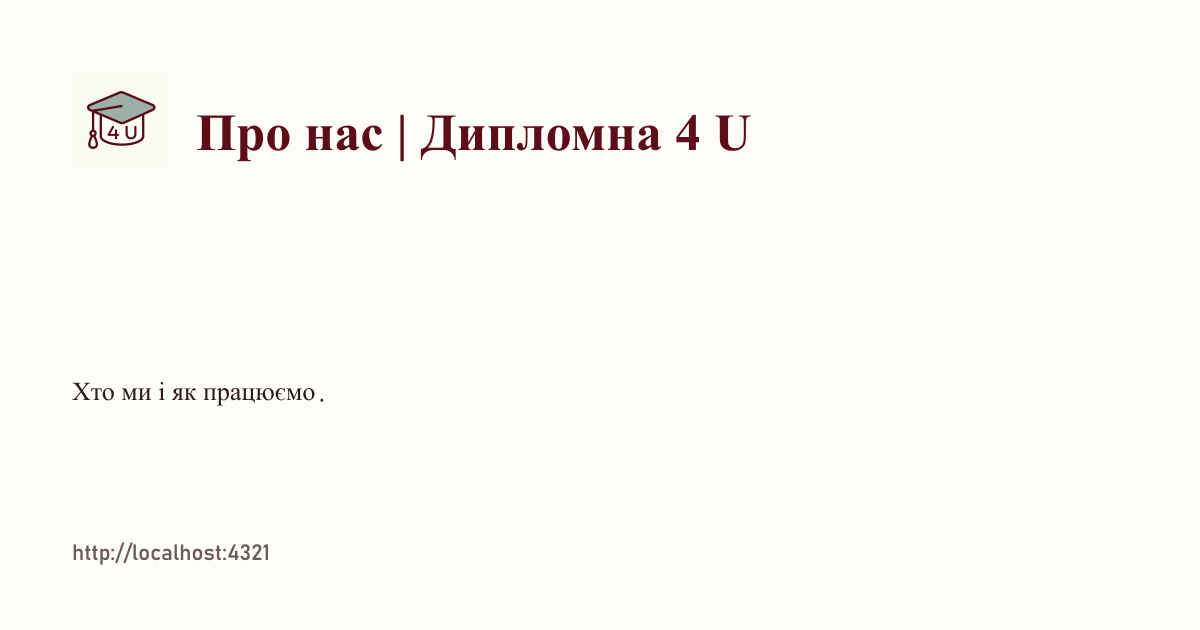 4 U
Про нас | Дипломна 4 U
Хто ми і як працюємо.
http://localhost:4321